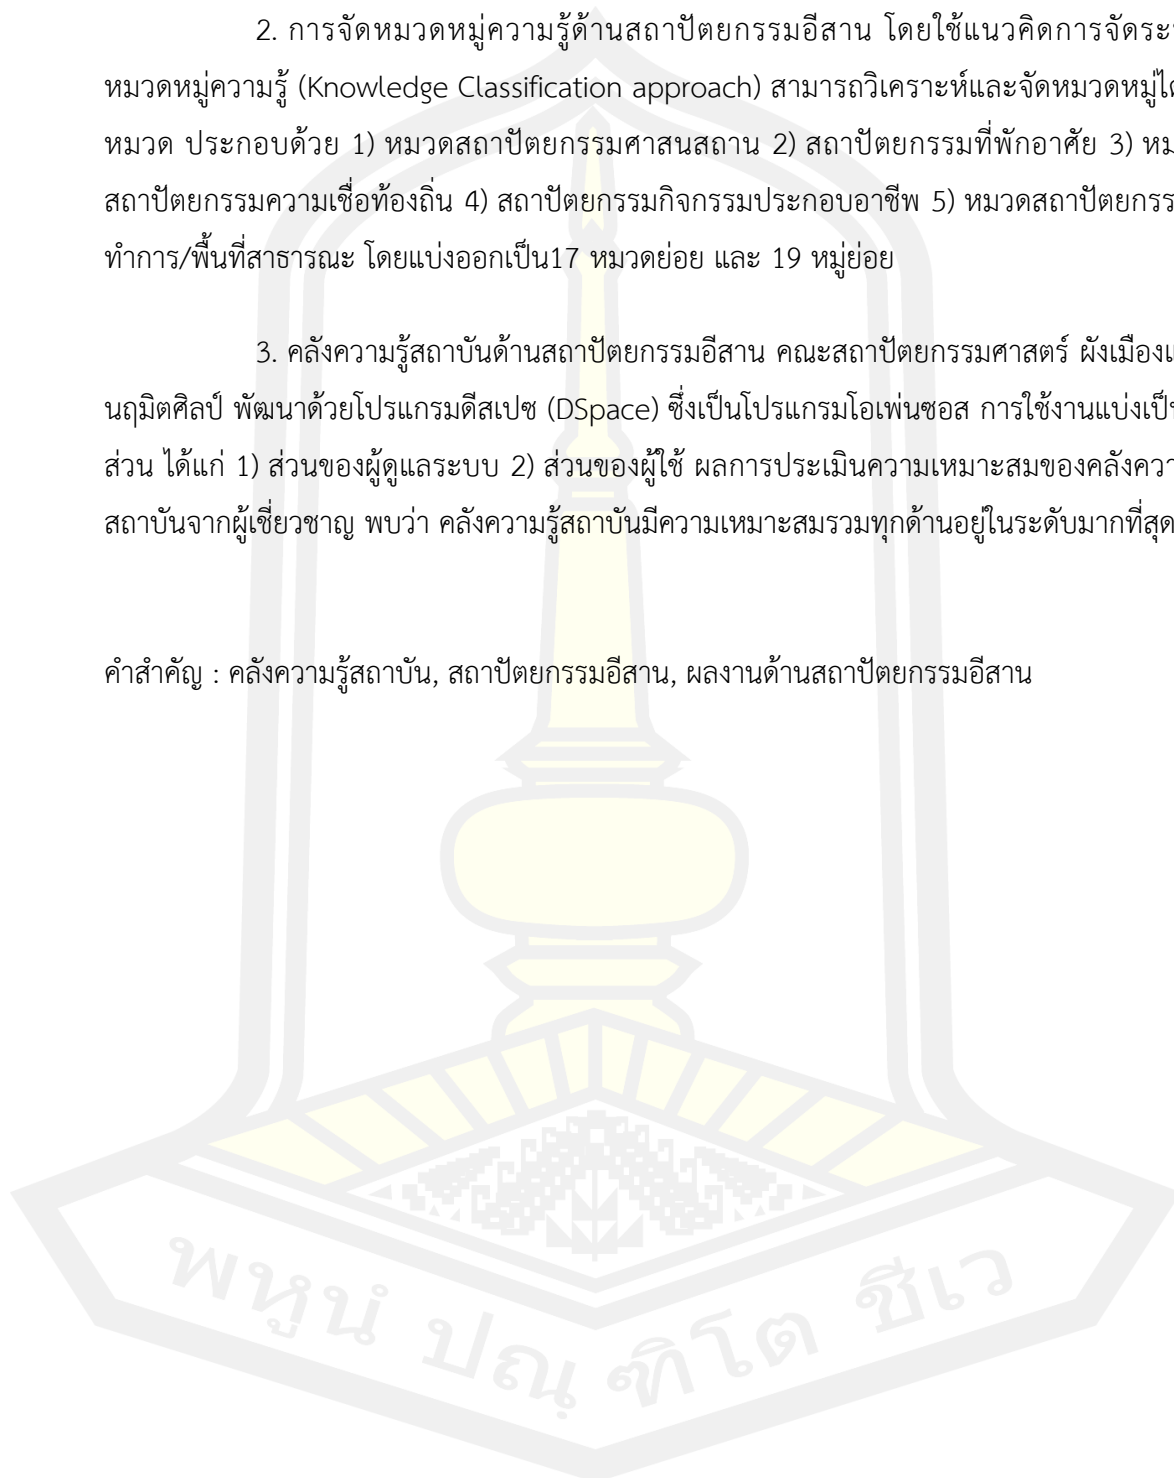 2. การจัดหมวดหมู่ความรู้ด้านสถาปัตยกรรมอีสาน โดยใช้แนวคิดการจัดระ
หมวดหมู่ความรู้ (Knowledge Classification approach) สามารถวิเคราะห์และจัดหมวดหมู่ได้
หมวด ประกอบด้วย 1) หมวดสถาปัตยกรรมศาสนสถาน 2) สถาปัตยกรรมที่พักอาศัย 3) หม
สถาปัตยกรรมความเชื่อท้องถิ่น 4) สถาปัตยกรรมกิจกรรมประกอบอาชีพ 5) หมวดสถาปัตยกรร
ทำการ/พื้นที่สาธารณะ โดยแบ่งออกเป็น17 หมวดย่อย และ 19 หมู่ย่อย
3. คลังความรู้สถาบันด้านสถาปัตยกรรมอีสาน คณะสถาปัตยกรรมศาสตร์ ผังเมืองแ
นฤมิตศิลป์ พัฒนาด้วยโปรแกรมดีสเปซ (DSpace) ซึ่งเป็นโปรแกรมโอเพ่นซอส การใช้งานแบ่งเป็น
ส่วน ได้แก่ 1) ส่วนของผู้ดูแลระบบ 2) ส่วนของผู้ใช้ ผลการประเมินความเหมาะสมของคลังควา
สถาบันจากผู้เชี่ยวชาญ พบว่า คลังความรู้สถาบันมีความเหมาะสมรวมทุกด้านอยู่ในระดับมากที่สุด
คำสำคัญ : คลังความรู้สถาบัน, สถาปัตยกรรมอีสาน, ผลงานด้านสถาปัตยกรรมอีสาน
พหูนํ ปณฺฑิโต ชีเว